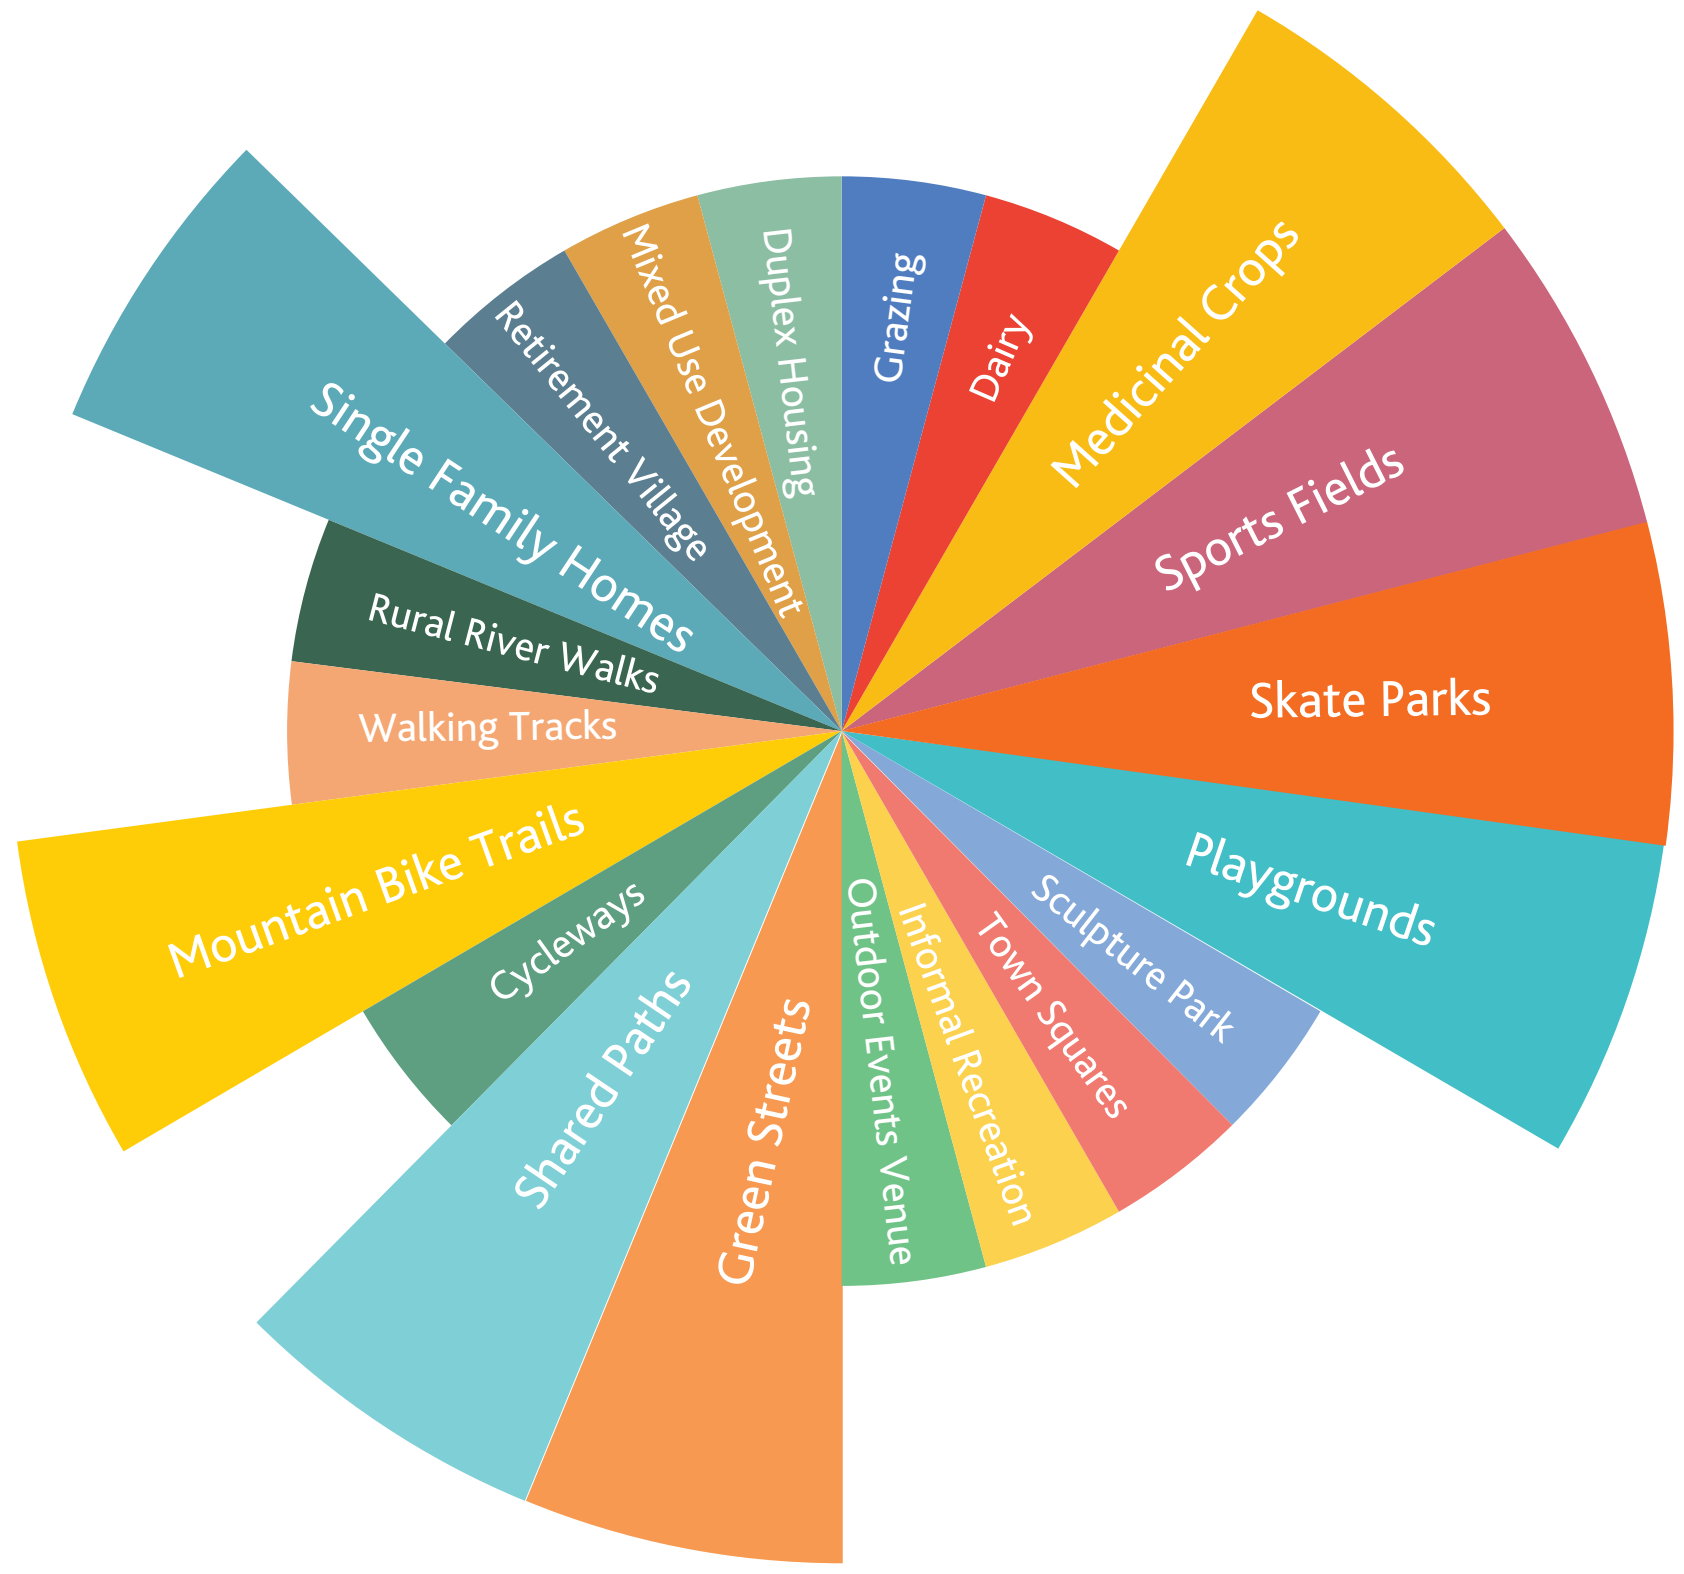 Grazing
Dairy
Medicinal Crops
Sports Fields
Skate Parks
Playgrounds
Sculpture Park
Town Squares
Informal Recreation
Outdoor Events Venue
Green Streets
Shared Paths
Cycleways
Mountain Bike Trails
Walking Tracks
Rural River Walks
Single Family Homes
Retirement Village
Mixed Use Development
Duplex Housing